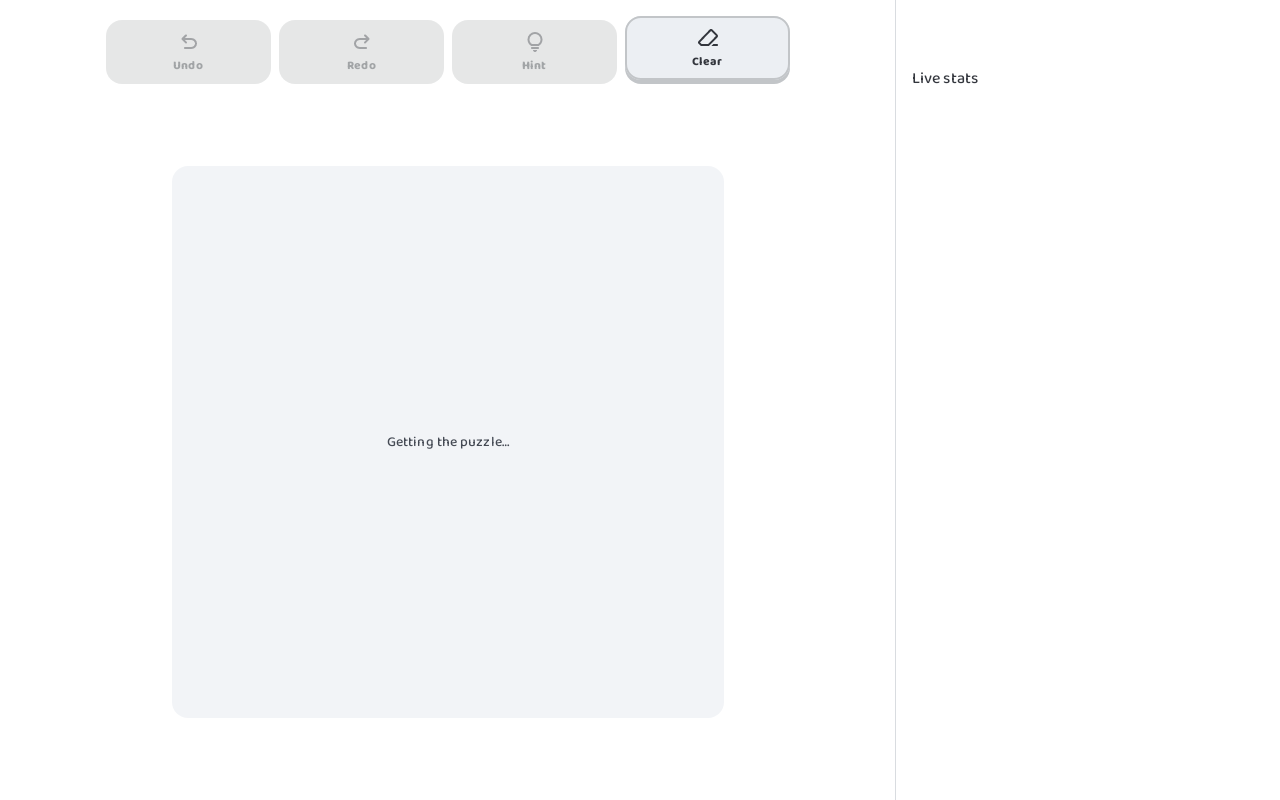 Undo
Redo
Hint
Clear
Live stats
Getting the puzzle...